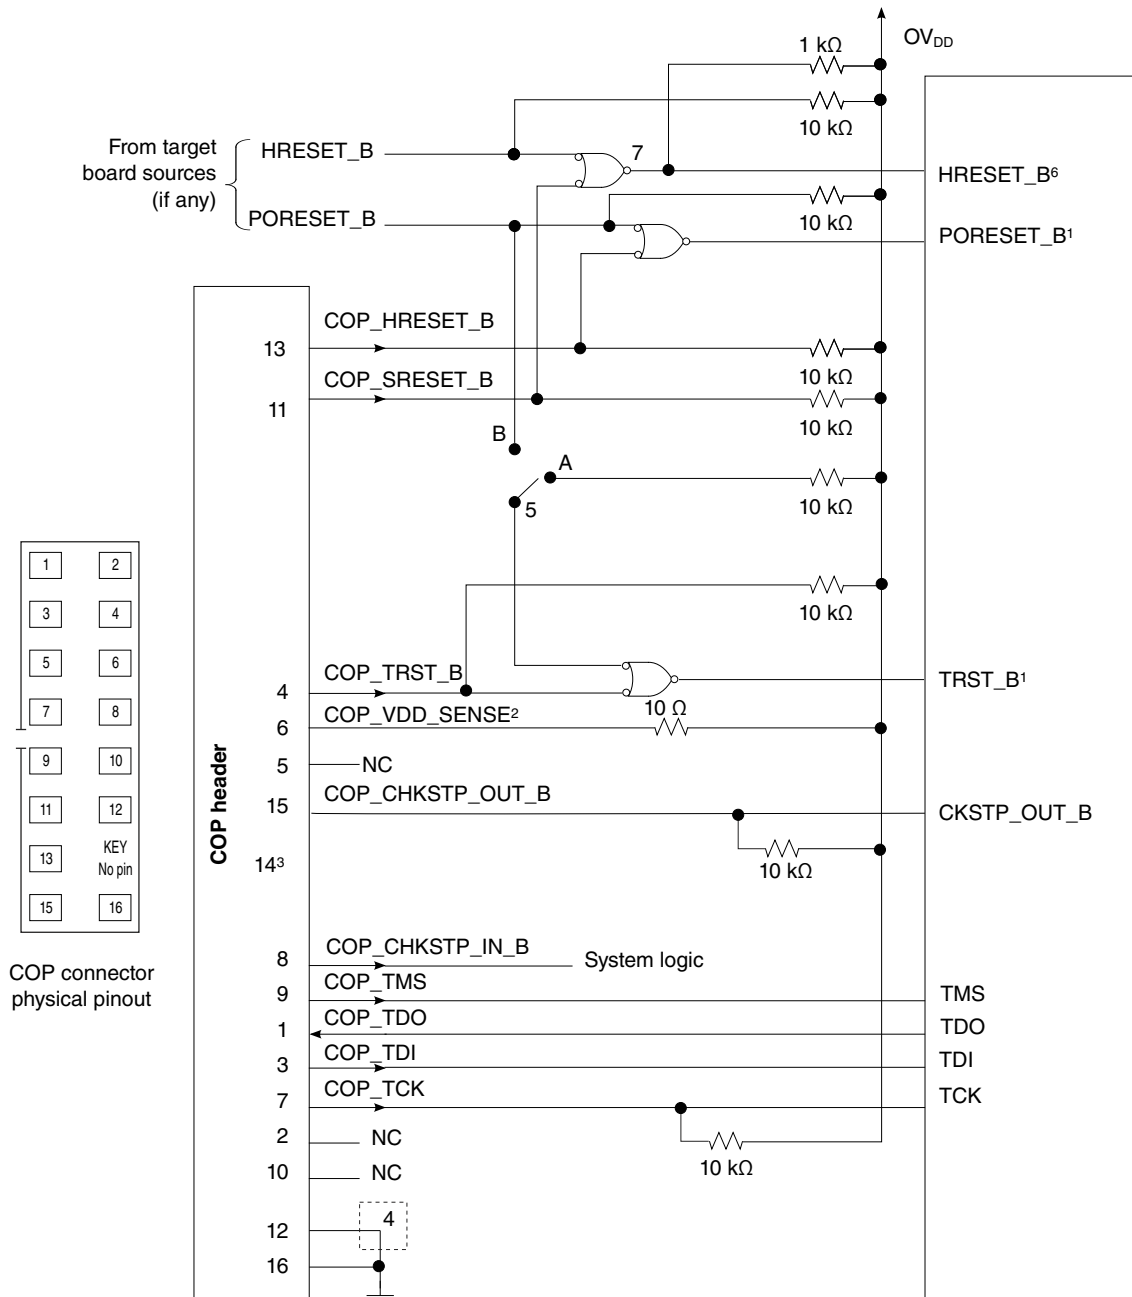 OVDD
1 kΩ
10 kΩ
From target
board sources
(if any)
HRESET_B
7
HRESET_B6
PORESET_B
10 kΩ
PORESET_B1
COP_HRESET_B
13
10 kΩ
COP_SRESET_B
11
10 kΩ
B
A
5
10 kΩ
10 kΩ
COP_TRST_B
4
TRST_B1
10 Ω
COP_VDD_SENSE2
6
5
NC
COP_CHKSTP_OUT_B
15
CKSTP_OUT_B
10 kΩ
143
COP header
COP_CHKSTP_IN_B
8
System logic
COP_TMS
9
TMS
COP_TDO
1
TDO
COP_TDI
3
TDI
COP_TCK
7
TCK
10 kΩ
2
NC
10
NC
4
12
16
1 2
3 4
5 6
7 8
9 10
11 12
13 KEY
No pin
15 16
COP connector
physical pinout